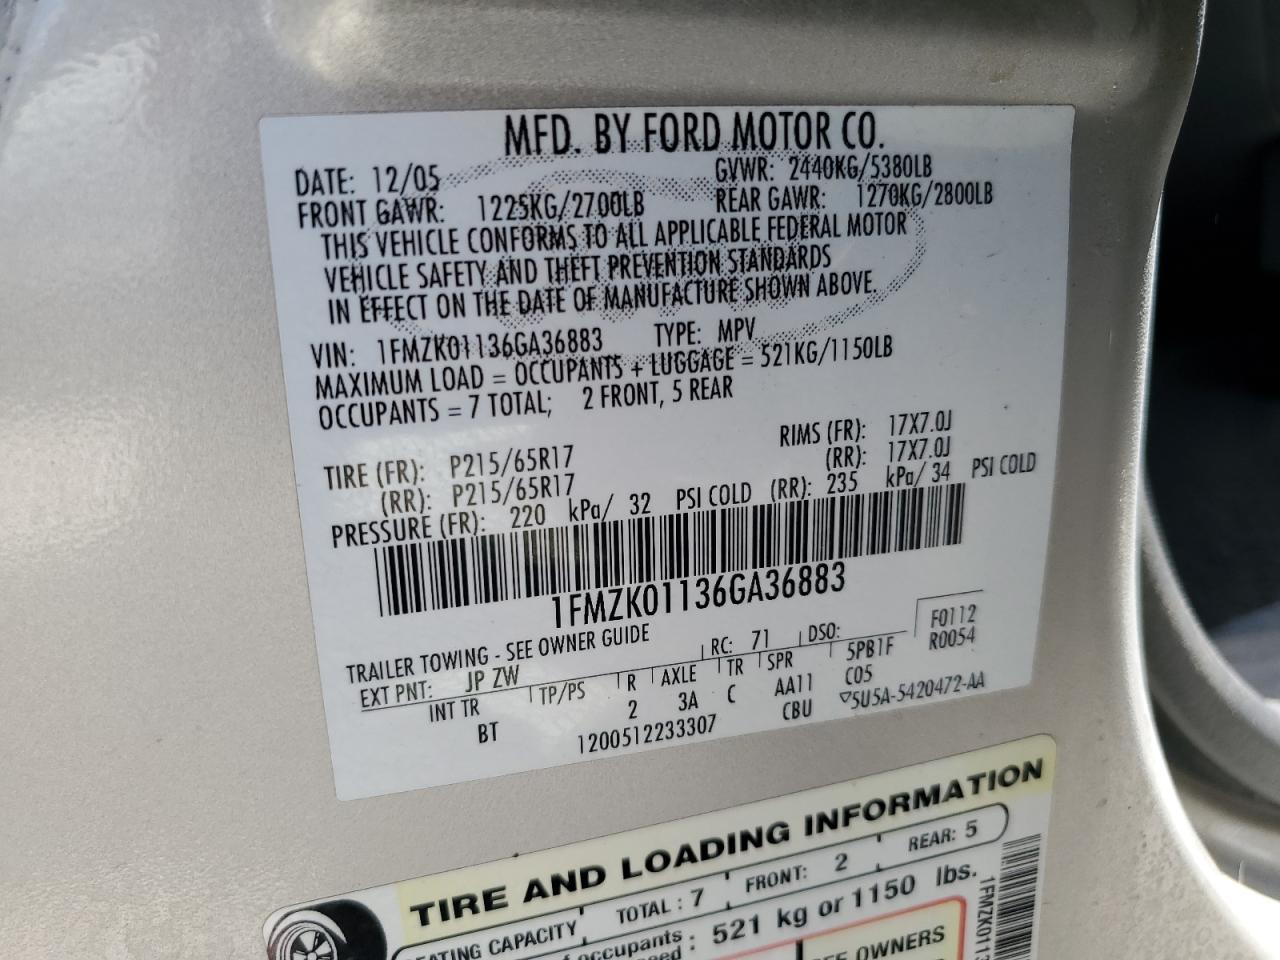 MFD. BY FORD MOTOR CO.
DATE: 12/05 GVWR: 2440KG/5380LB
FRONT GAWR: 1225KG/2700LB REAR GAWR: 1270KG/2800LB
THIS VEHICLE CONFORMS TO ALL APPLICABLE FEDERAL MOTOR
VEHICLE SAFETY AND THEFT PREVENTION STANDARDS
IN EFFECT ON THE DATE OF MANUFACTURE SHOWN ABOVE.
VIN: 1FMZK01136GA36883 TYPE: MPV
MAXIMUM LOAD = OCCUPANTS + LUGGAGE = 521KG/1150LB
OCCUPANTS = 7 TOTAL; 2 FRONT, 5 REAR
TIRE (FR): P215/65R17 RIMS (FR): 17X7.0J
(RR): P215/65R17 (RR): 17X7.0J
PRESSURE (FR): 220 kPa/ 32 PSI COLD (RR): 235 kPa/ 34 PSI COLD
1FMZK01136GA36883
TRAILER TOWING - SEE OWNER GUIDE RC: 71 DSO: F0112
EXT PNT: JP ZW 5PB1F R0054
INT TR TP/PS R AXLE TR SPR C05
BT 2 3A C AA11 ▽5U5A-5420472-AA
1200512233307 CBU
TIRE AND LOADING INFORMATION
SEATING CAPACITY TOTAL : 7 FRONT: 2 REAR: 5
occupants : 521 kg or 1150 lbs.
OWNERS
1FMZK011